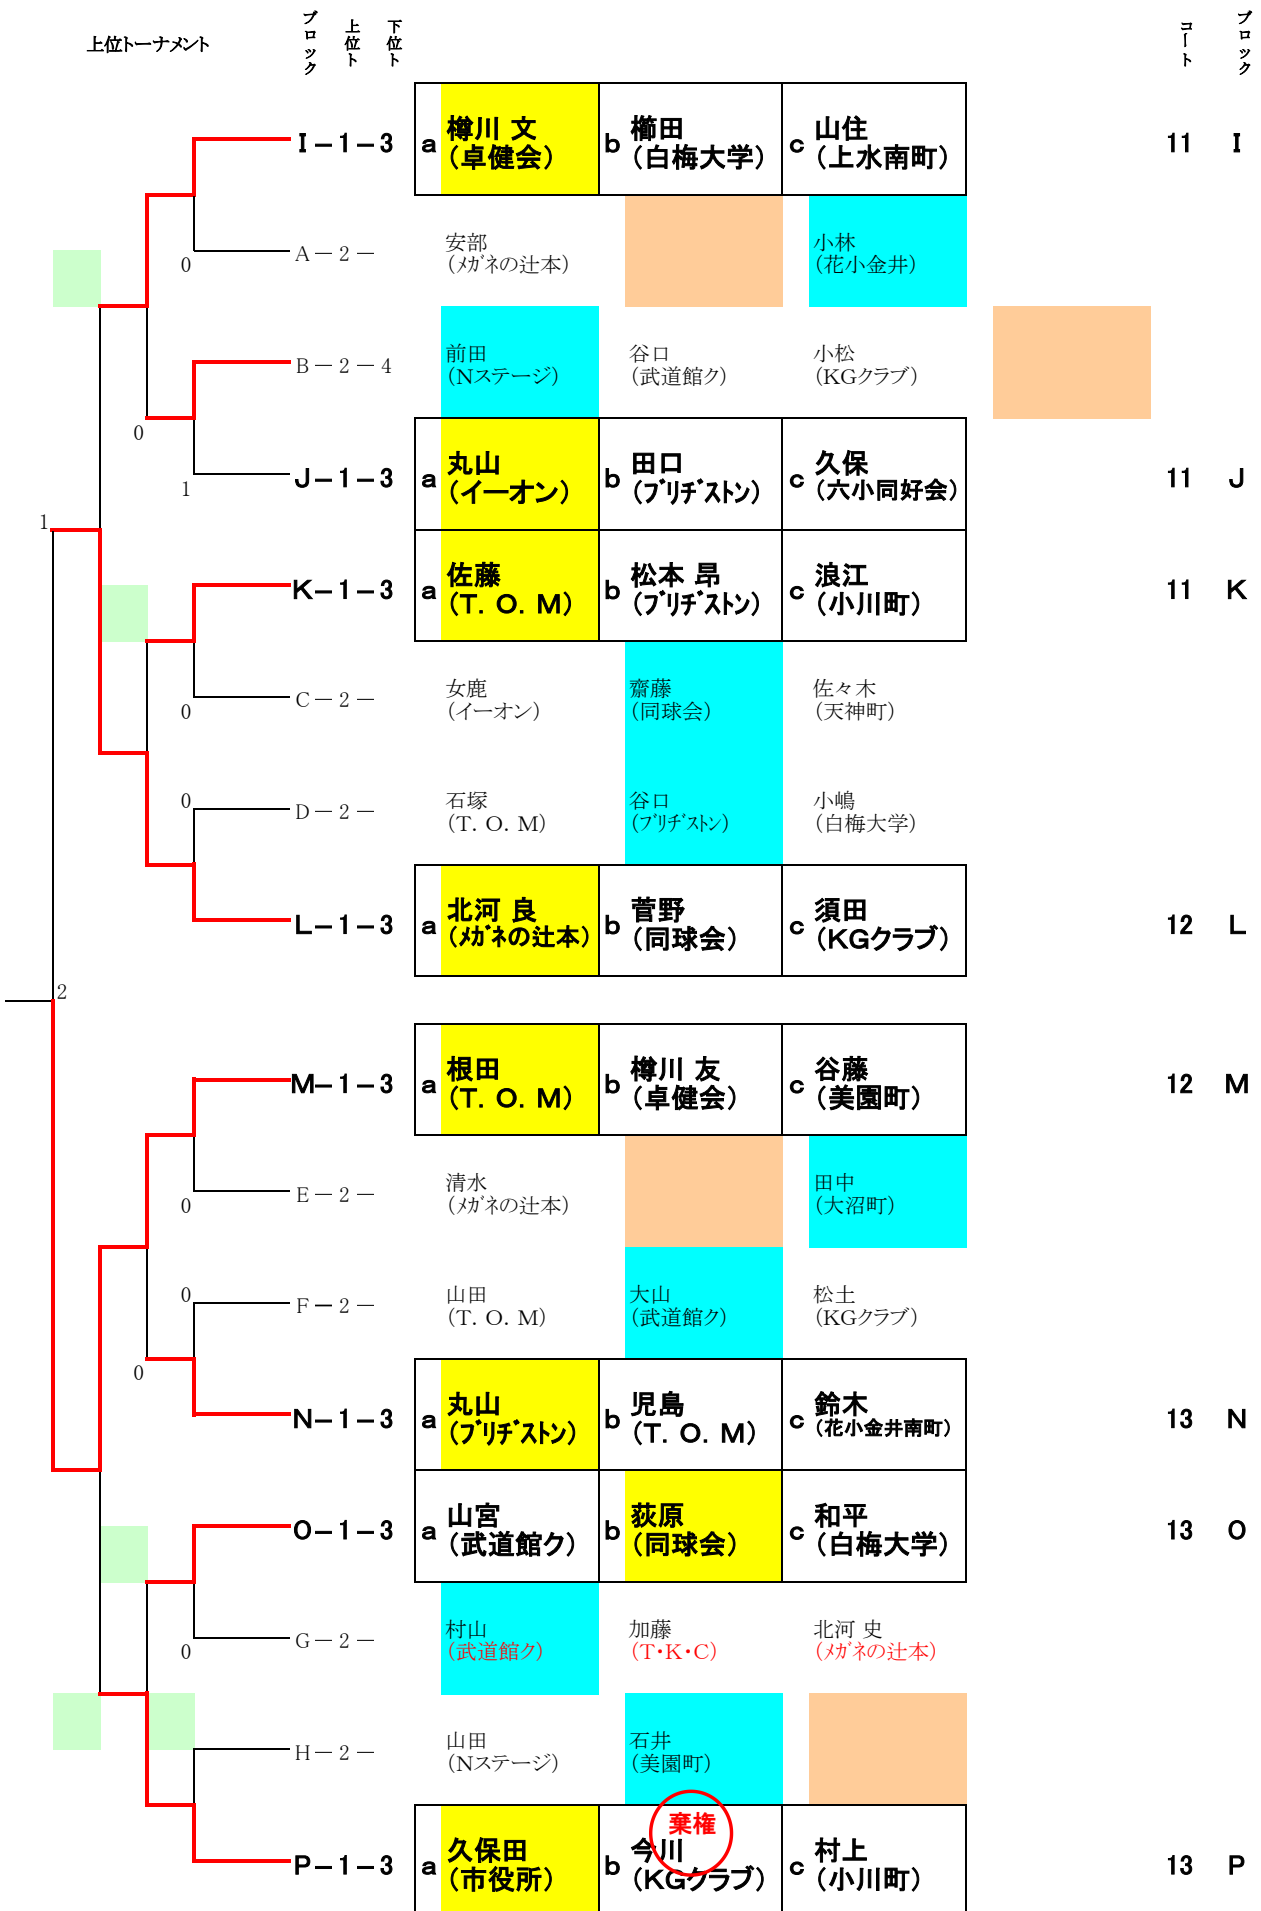 上位トーナメント ブロック 上位ト 下位ト コート ブロック
I－1－3 a 樽川 文 b 櫛田 c 山住 11 I
(卓健会) (白梅大学) (上水南町)
A－2－ 安部 小林
0 (メガネの辻本) (花小金井)
B－2－4 前田 谷口 小松
(Nステージ) (武道館ク) (KGクラブ)
0
J－1－3 a 丸山 b 田口 c 久保 11 J
1 (イーオン) (ブリヂストン) (六小同好会)
1
K－1－3 a 佐藤 b 松本 昂 c 浪江 11 K
(T．O．M) (ブリヂストン) (小川町)
C－2－ 女鹿 齋藤 佐々木
0 (イーオン) (同球会) (天神町)
0 D－2－ 石塚 谷口 小嶋
(T．O．M) (ブリヂストン) (白梅大学)
L－1－3 a 北河 良 b 菅野 c 須田 12 L
(メガネの辻本) (同球会) (KGクラブ)
2
M－1－3 a 根田 b 樽川 友 c 谷藤 12 M
(T．O．M) (卓健会) (美園町)
E－2－ 清水 田中
0 (メガネの辻本) (大沼町)
0 F－2－ 山田 大山 松土
(T．O．M) (武道館ク) (KGクラブ)
0
N－1－3 a 丸山 b 児島 c 鈴木 13 N
(ブリヂストン) (T．O．M) (花小金井南町)
O－1－3 a 山宮 b 荻原 c 和平 13 O
(武道館ク) (同球会) (白梅大学)
G－2－ 村山 加藤 北河 史
0 (武道館ク) (T・K・C) (メガネの辻本)
H－2－ 山田 石井
(Nステージ) (美園町)
棄権
P－1－3 a 久保田 b 今川 c 村上 13 P
(市役所) (KGクラブ) (小川町)